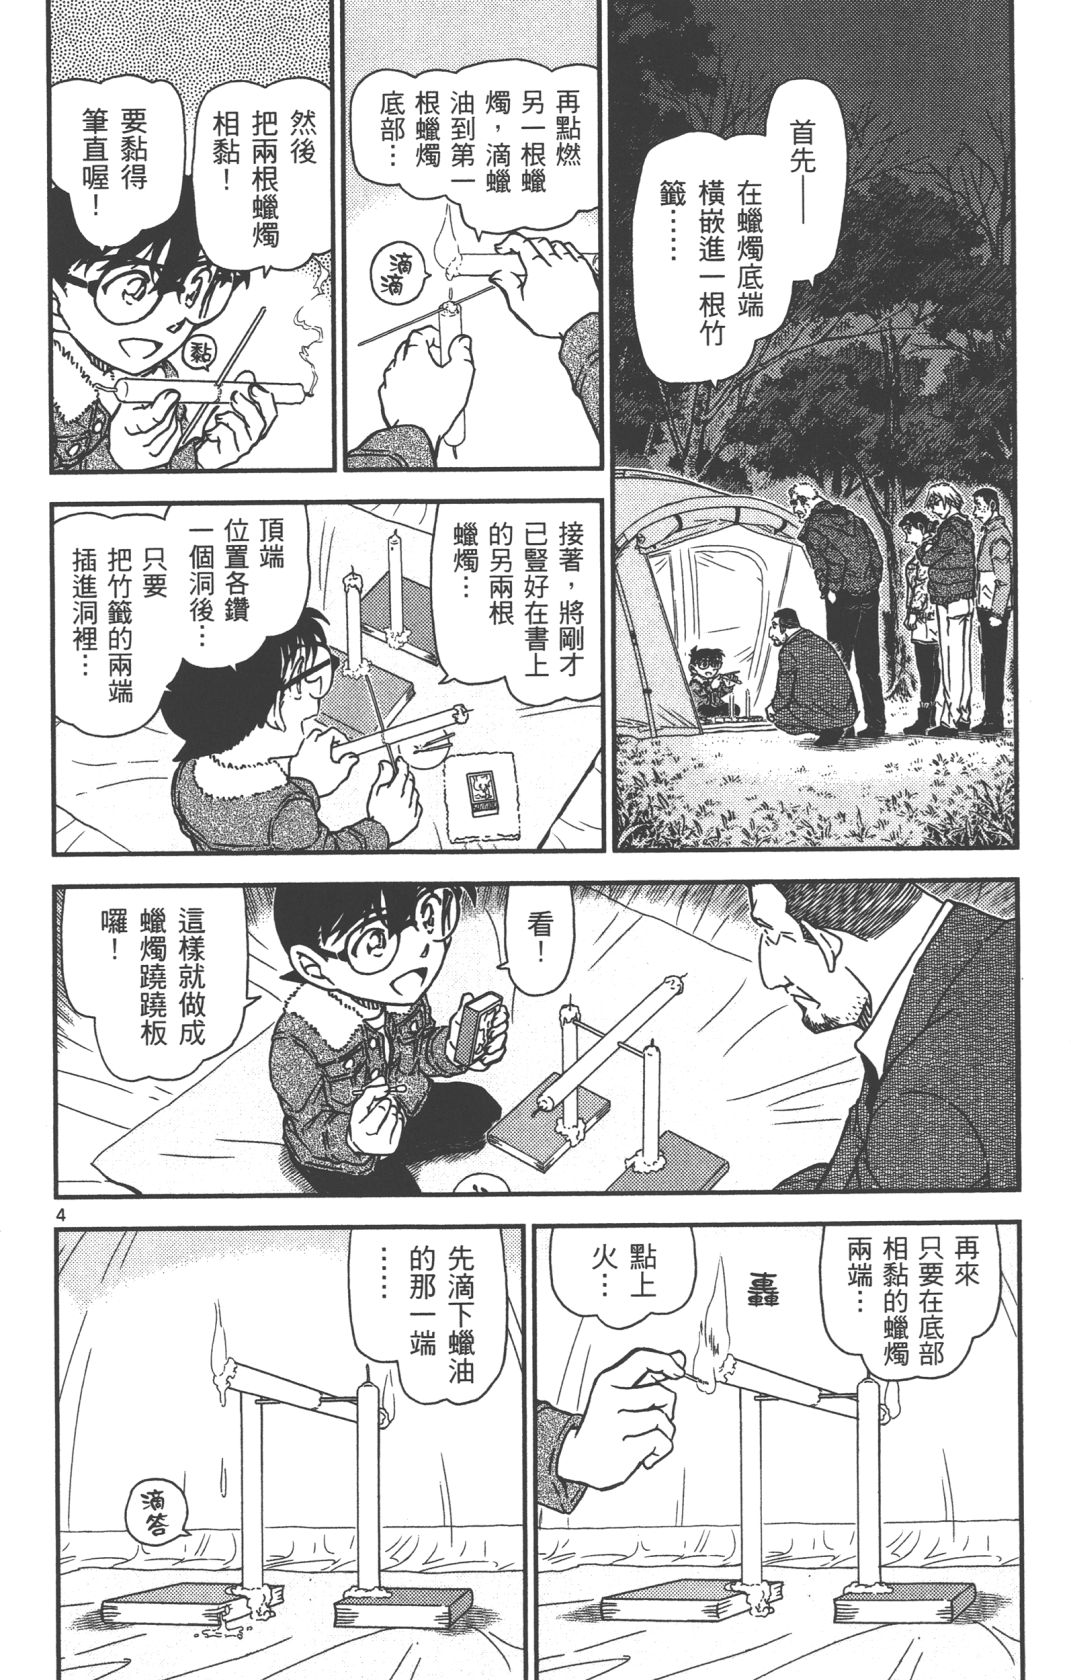 首先——
在蠟燭底端
橫嵌進一根竹
籤……
再點燃
另一根蠟
燭，滴蠟
油到第一
根蠟燭
底部…
滴滴
然後
把兩根蠟燭
相黏！
要黏得
筆直喔！
黏
接著，將剛才
已豎好在書上
的另兩根
蠟燭…
頂端
位置各鑽
一個洞後…
只要
把竹籤的兩端
插進洞裡…
看！
這樣就做成
蠟燭蹺蹺板
囉！
4
再來
只要在底部
相黏的蠟燭
兩端…
點上
火…
轟
先滴下蠟油
的那一端
……
滴答